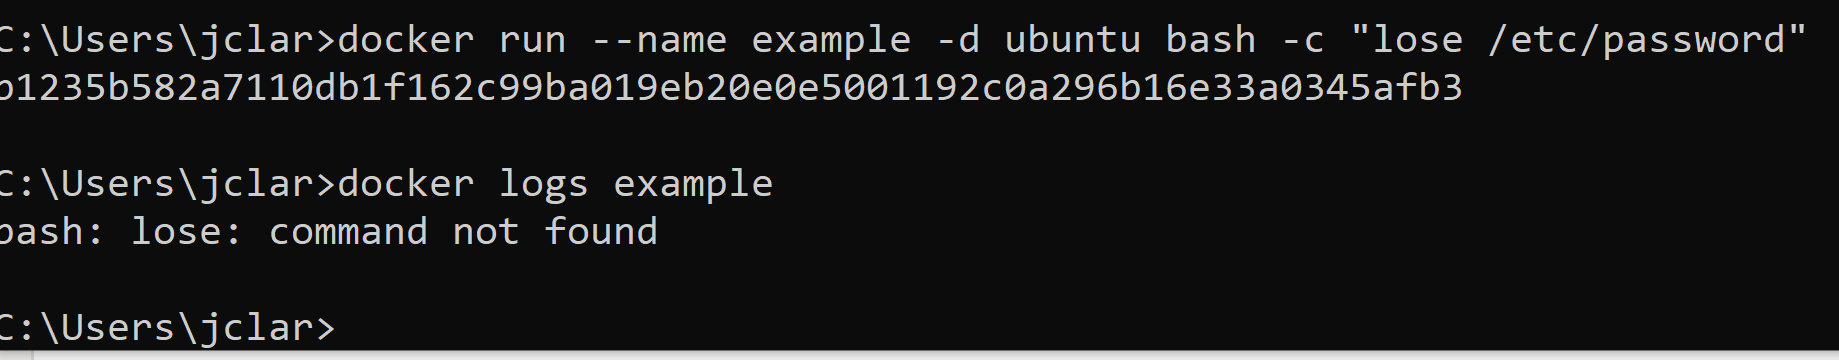 C:\Users\jclar>docker run --name example -d ubuntu bash -c "lose /etc/password"
b1235b582a7110db1f162c99ba019eb20e0e5001192c0a296b16e33a0345afb3
C:\Users\jclar>docker logs example
bash: lose: command not found
C:\Users\jclar>